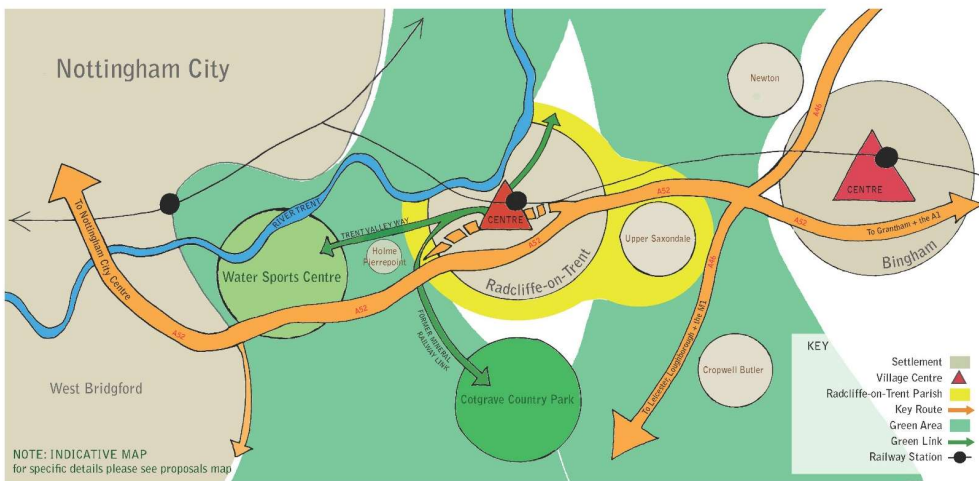 Nottingham City
Newton
To Nottingham City Centre
RIVER TRENT
TRENT VALLEY WAY
CENTRE
A52
A52
A46
CENTRE
Holme
Pierrepoint
Water Sports Centre
Radcliffe-on-Trent
Upper Saxondale
A52
To Grantham + the A1
Bingham
A46
A52
FORMER MINERAL
RAILWAY LINK
West Bridgford
Cotgrave Country Park
To Leicester, Loughborough + the M1
Cropwell Butler
KEY
Settlement
Village Centre
Radcliffe-on-Trent Parish
Key Route
Green Area
Green Link
Railway Station
NOTE: INDICATIVE MAP
for specific details please see proposals map